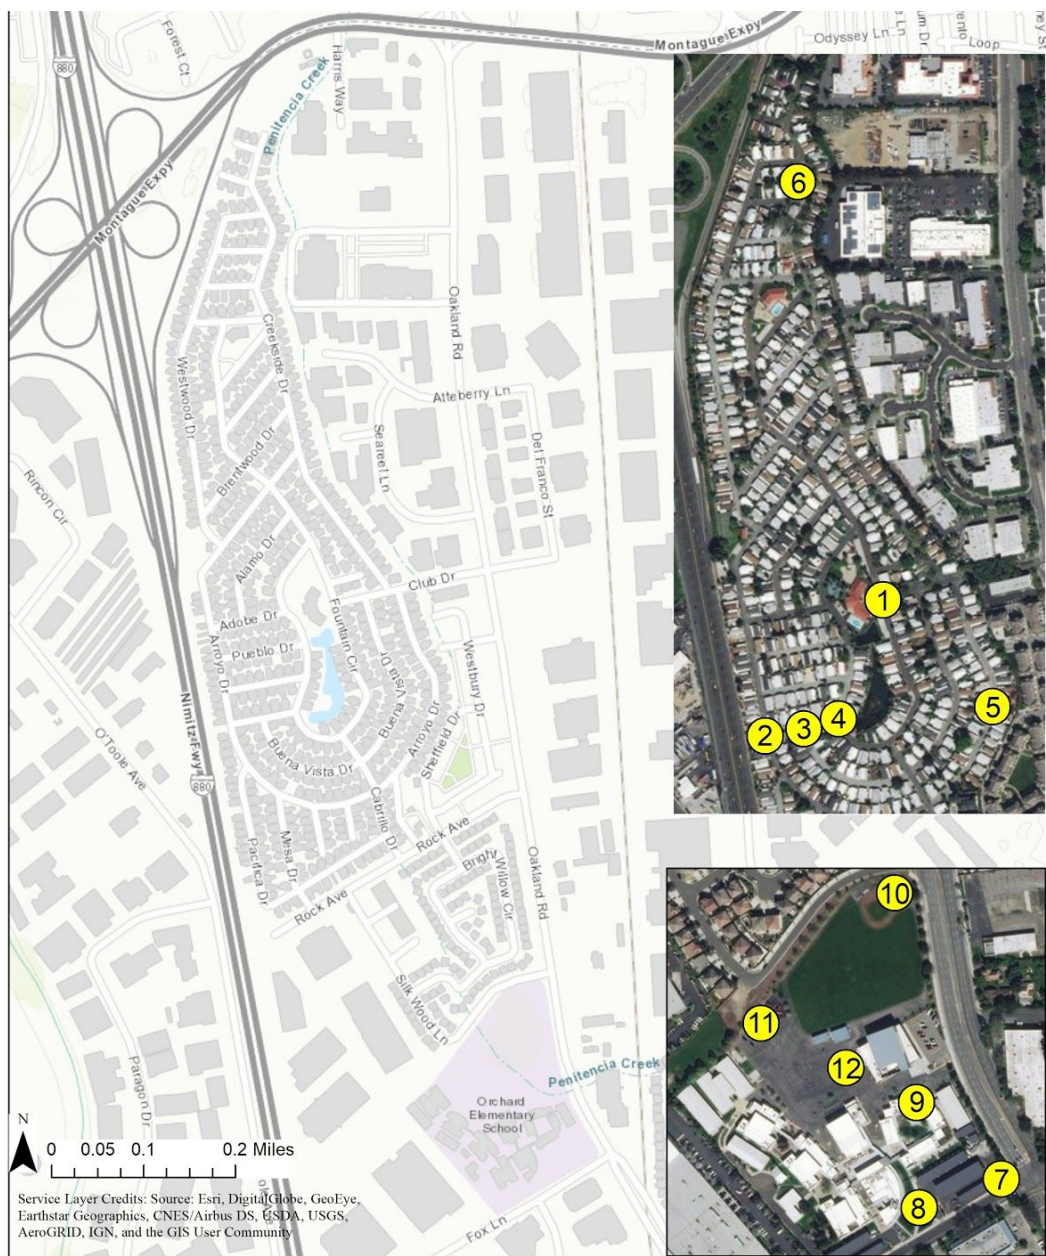 Forest Ct
880
Montague Expy
Odyssey Ln
Loop
Harris Way
Penitencia Creek
Montague Expy
6
Oakland Rd
Creekside Dr
Westwood Dr
Atteberry Ln
Seareel Ln
Brentwood Dr
Del Franco St
Rincon Cir
Alamo Dr
Club Dr
1
Adobe Dr
Fountain Cir
Pueblo Dr
Arroyo Dr
Buena Vista Dr
Westbury Dr
Nimitz Fwy
Arroyo Dr
Sheffield Dr
2
3
4
5
O'Toole Ave
Buena Vista Dr
880
Cabrillo Dr
Rock Ave
Mesa Dr
Pacifica Dr
Bright Willow Cir
Oakland Rd
Rock Ave
10
Silk Wood Ln
11
12
Penitencia Creek
Paragon Dr
Orchard
Elementary
School
9
7
8
N
0 0.05 0.1 0.2 Miles
Service Layer Credits: Source: Esri, DigitalGlobe, GeoEye,
Earthstar Geographics, CNES/Airbus DS, USDA, USGS,
AeroGRID, IGN, and the GIS User Community
Fox Ln